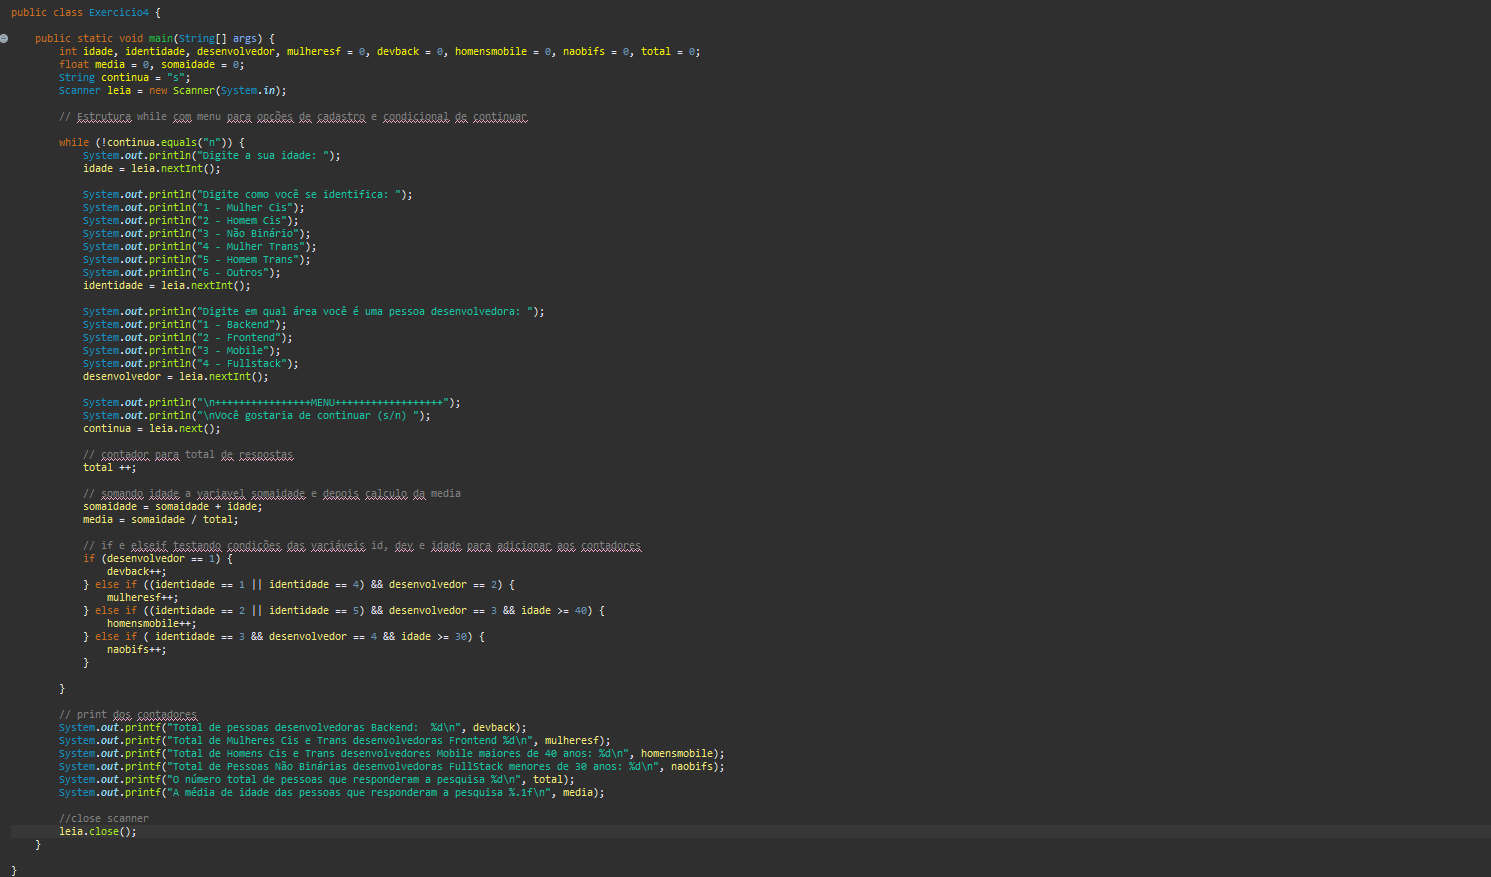 public class Exercicio4 {
public static void main(String[] args) {
int idade, identidade, desenvolvedor, mulheresf = 0, devback = 0, homensmobile = 0, naobifs = 0, total = 0;
float media = 0, somaidade = 0;
String continua = "s";
Scanner leia = new Scanner(System.in);
// Estrutura while com menu para opções de cadastro e condicional de continuar
while (!continua.equals("n")) {
System.out.println("Digite a sua idade: ");
idade = leia.nextInt();
System.out.println("Digite como você se identifica: ");
System.out.println("1 - Mulher Cis");
System.out.println("2 - Homem Cis");
System.out.println("3 - Não Binário");
System.out.println("4 - Mulher Trans");
System.out.println("5 - Homem Trans");
System.out.println("6 - Outros");
identidade = leia.nextInt();
System.out.println("Digite em qual área você é uma pessoa desenvolvedora: ");
System.out.println("1 - Backend");
System.out.println("2 - Frontend");
System.out.println("3 - Mobile");
System.out.println("4 - Fullstack");
desenvolvedor = leia.nextInt();
System.out.println("\n++++++++++++++++MENU++++++++++++++++++");
System.out.println("\nVocê gostaria de continuar (s/n) ");
continua = leia.next();
// contador para total de respostas
total ++;
// somando idade a variavel somaidade e depois calculo da media
somaidade = somaidade + idade;
media = somaidade / total;
// if e elseif testando condições das variáveis id, dev e idade para adicionar aos contadores
if (desenvolvedor == 1) {
devback++;
} else if ((identidade == 1 || identidade == 4) && desenvolvedor == 2) {
mulheresf++;
} else if ((identidade == 2 || identidade == 5) && desenvolvedor == 3 && idade >= 40) {
homensmobile++;
} else if ( identidade == 3 && desenvolvedor == 4 && idade >= 30) {
naobifs++;
}
}
// print dos contadores
System.out.printf("Total de pessoas desenvolvedoras Backend:  %d\n", devback);
System.out.printf("Total de Mulheres Cis e Trans desenvolvedoras Frontend %d\n", mulheresf);
System.out.printf("Total de Homens Cis e Trans desenvolvedores Mobile maiores de 40 anos: %d\n", homensmobile);
System.out.printf("Total de Pessoas Não Binárias desenvolvedoras FullStack menores de 30 anos: %d\n", naobifs);
System.out.printf("O número total de pessoas que responderam a pesquisa %d\n", total);
System.out.printf("A média de idade das pessoas que responderam a pesquisa %.1f\n", media);
//close scanner
leia.close();
}
}